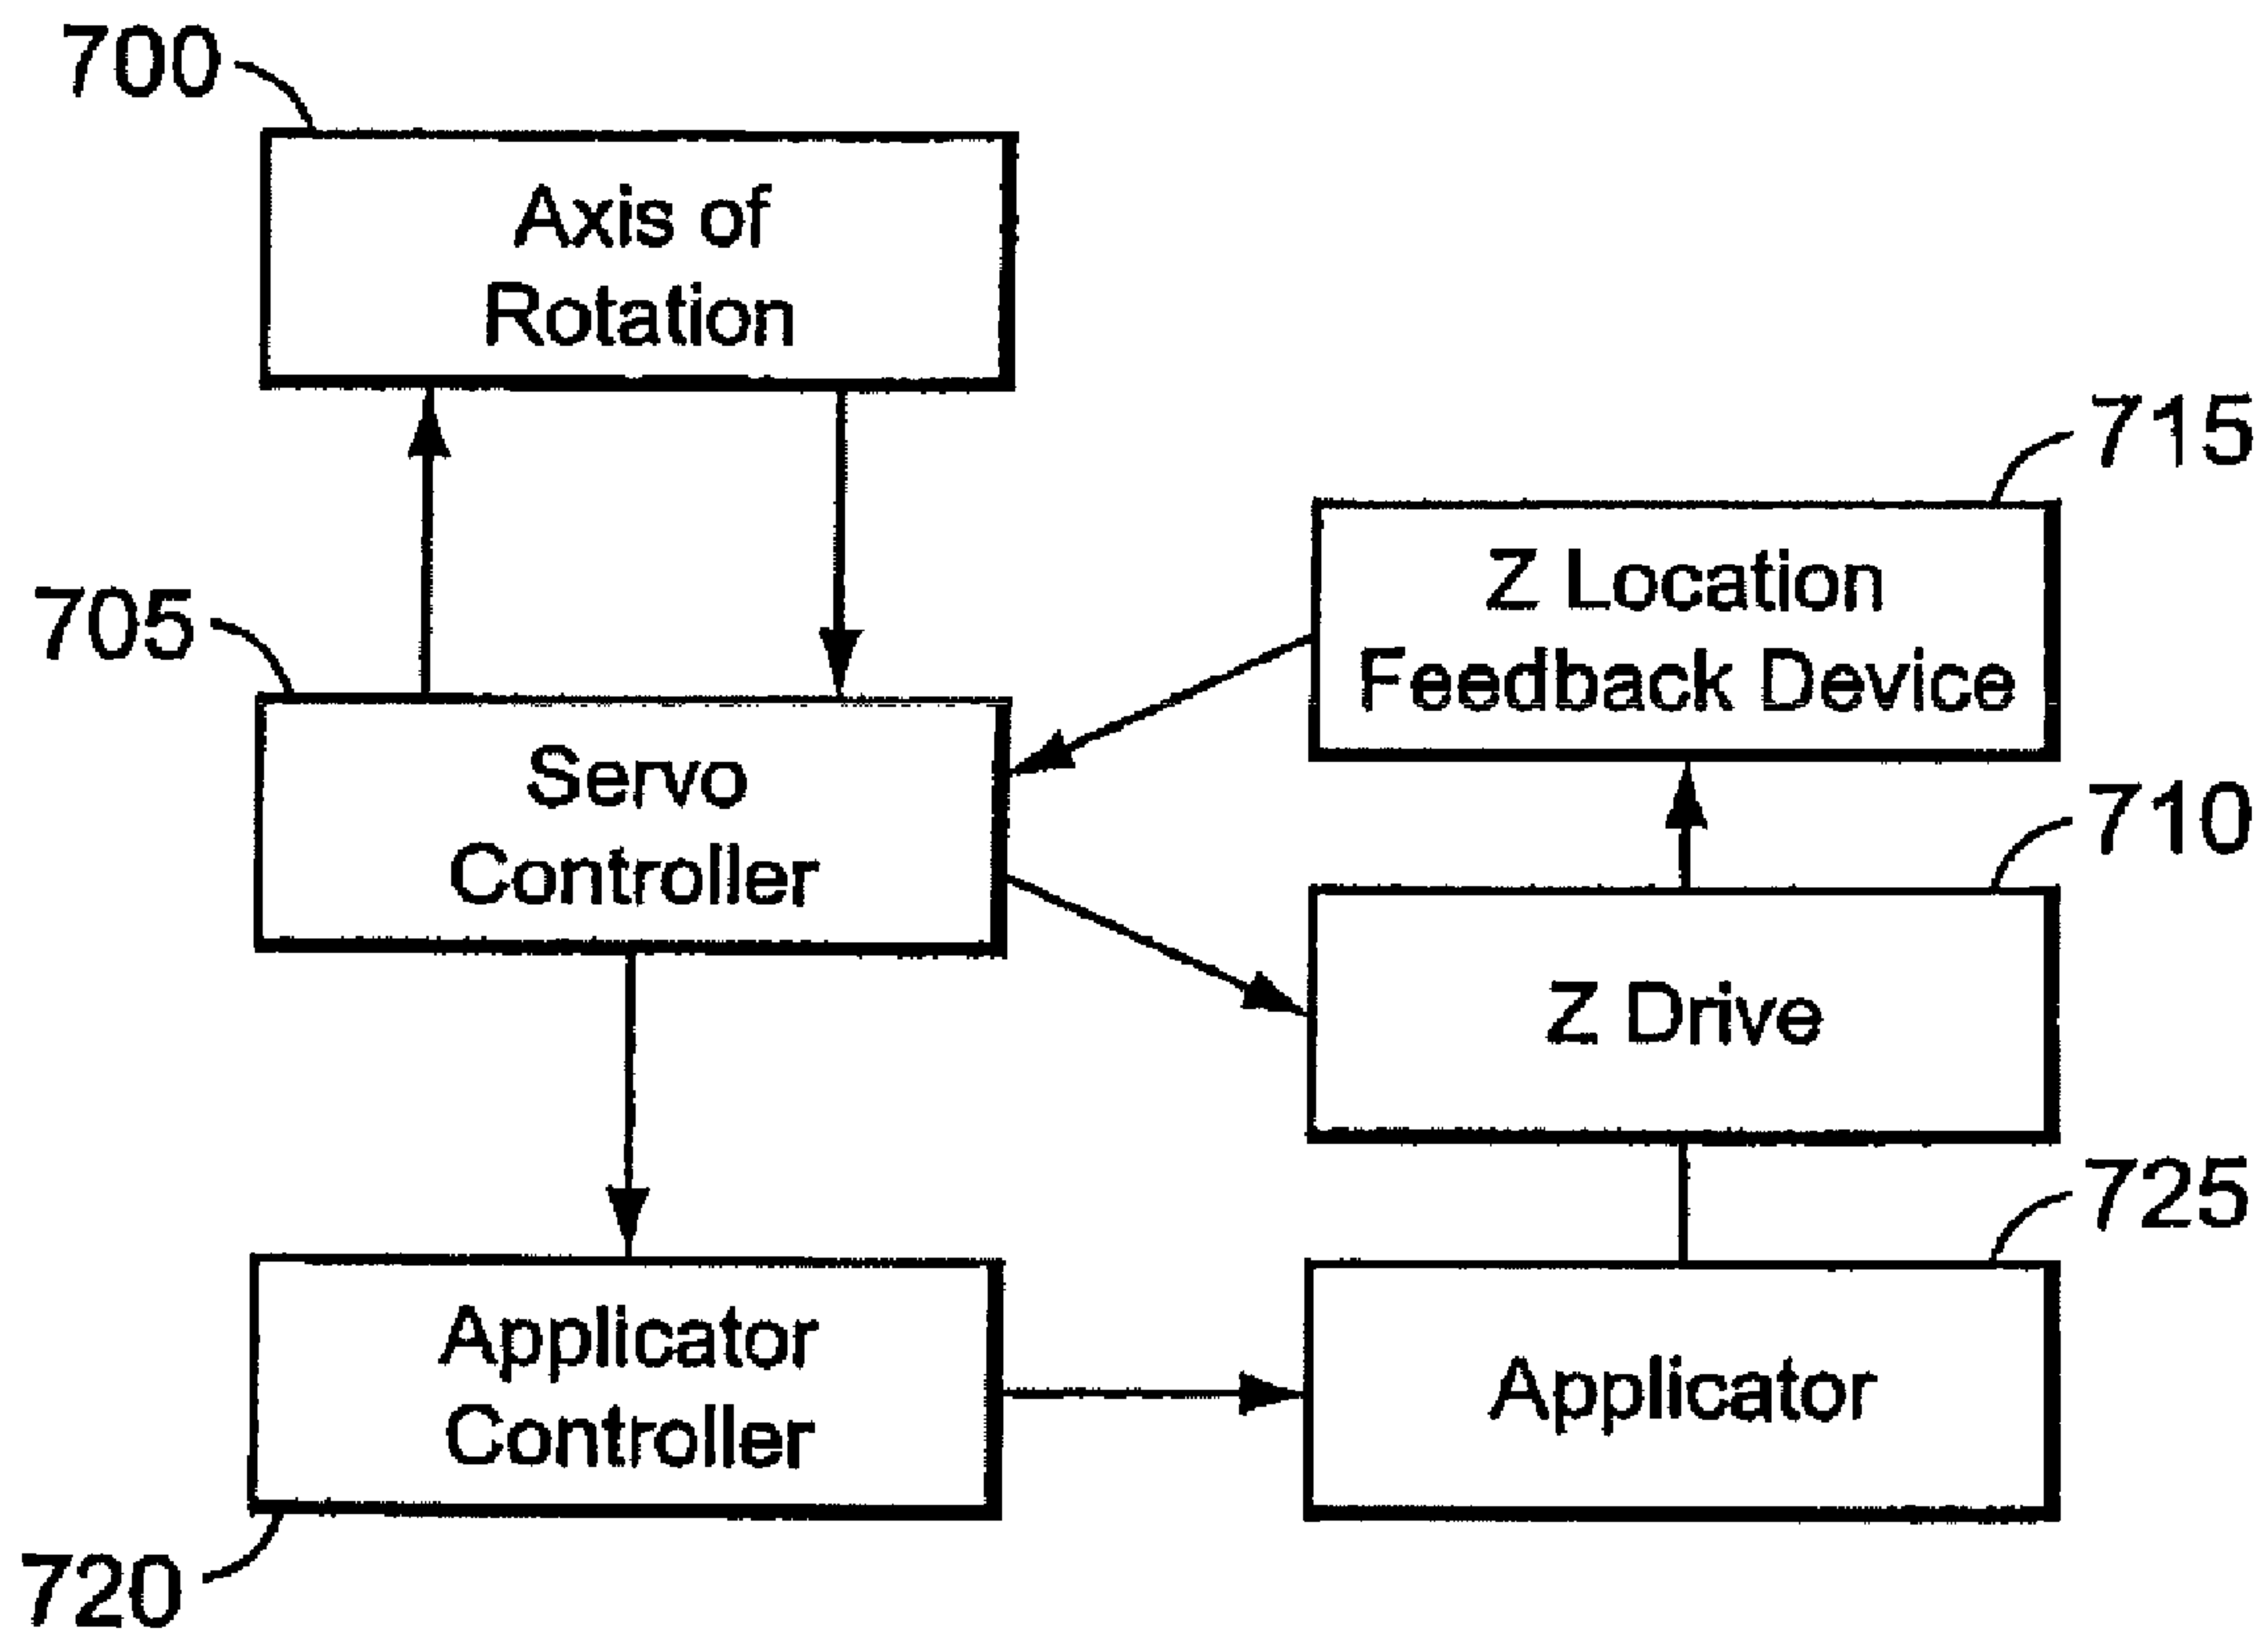 700
Axis of
Rotation
715
Z Location
Feedback Device
705
Servo
Controller
710
Z Drive
725
Applicator
Controller
Applicator
720